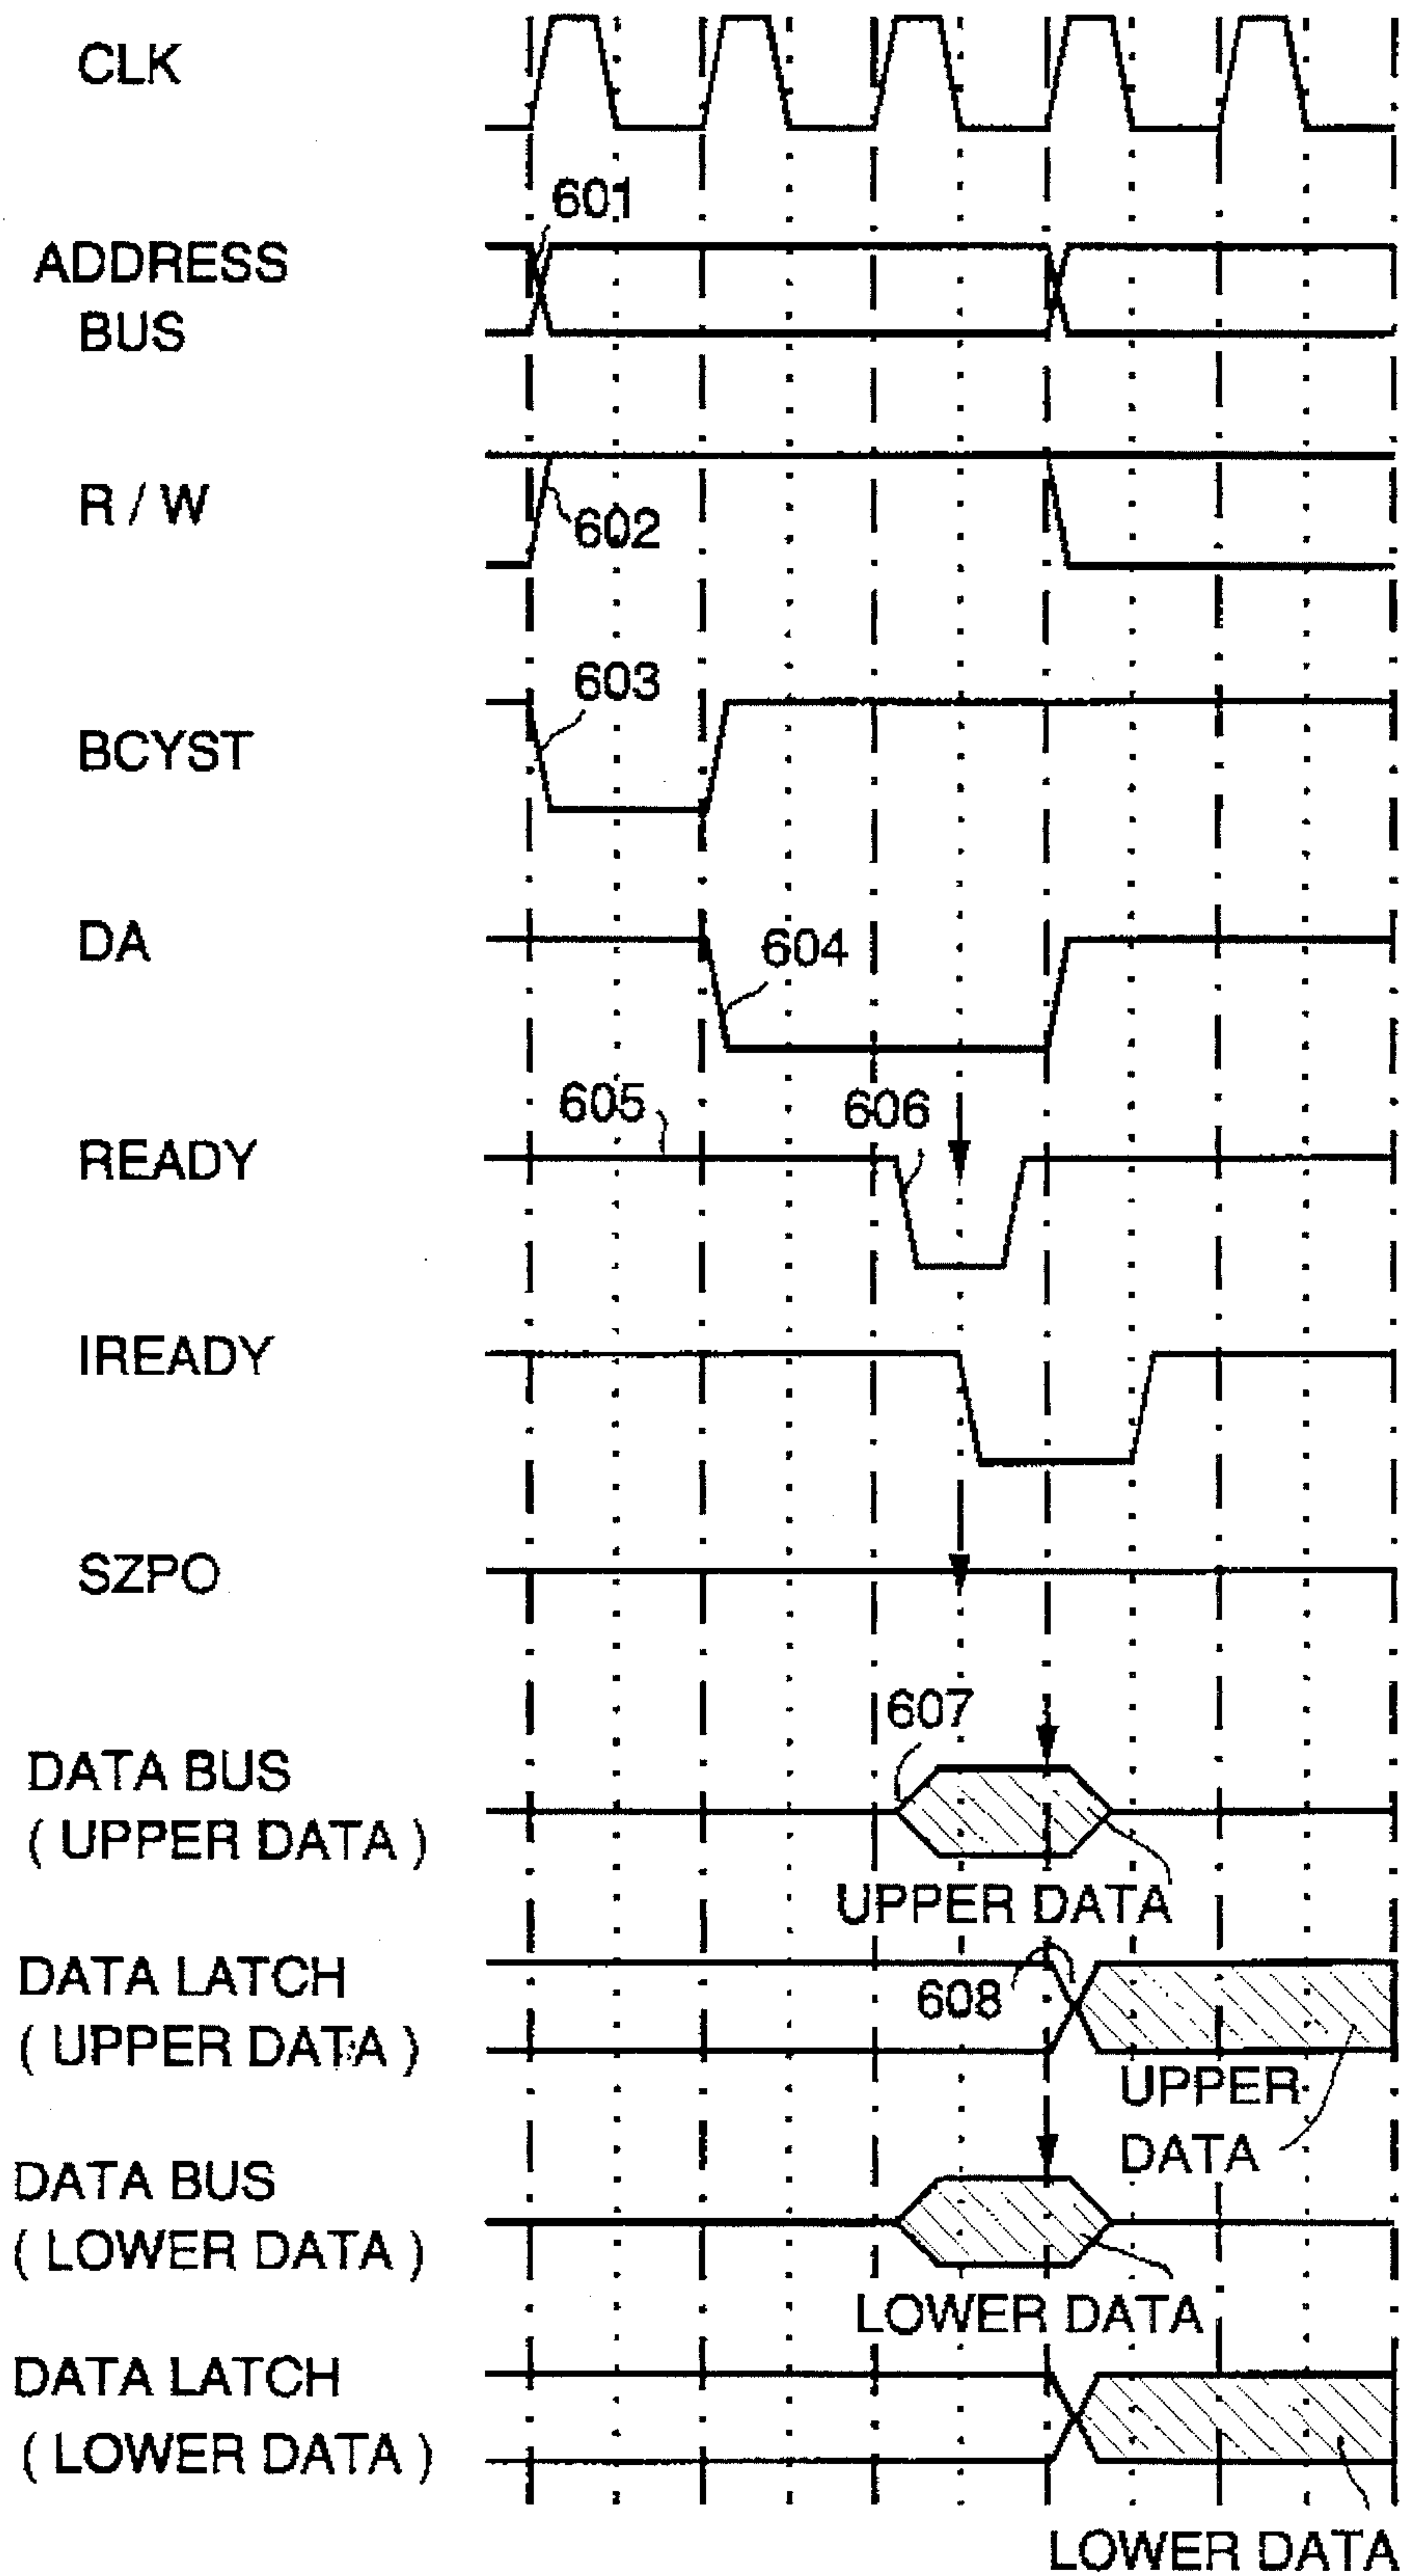 CLK
601
ADDRESS
BUS
R / W
602
603
BCYST
DA
604
605
606
READY
IREADY
SZPO
607
DATA BUS
( UPPER DATA )
UPPER DATA
DATA LATCH
608
( UPPER DATA )
UPPER
DATA
DATA BUS
( LOWER DATA )
LOWER DATA
DATA LATCH
( LOWER DATA )
LOWER DATA